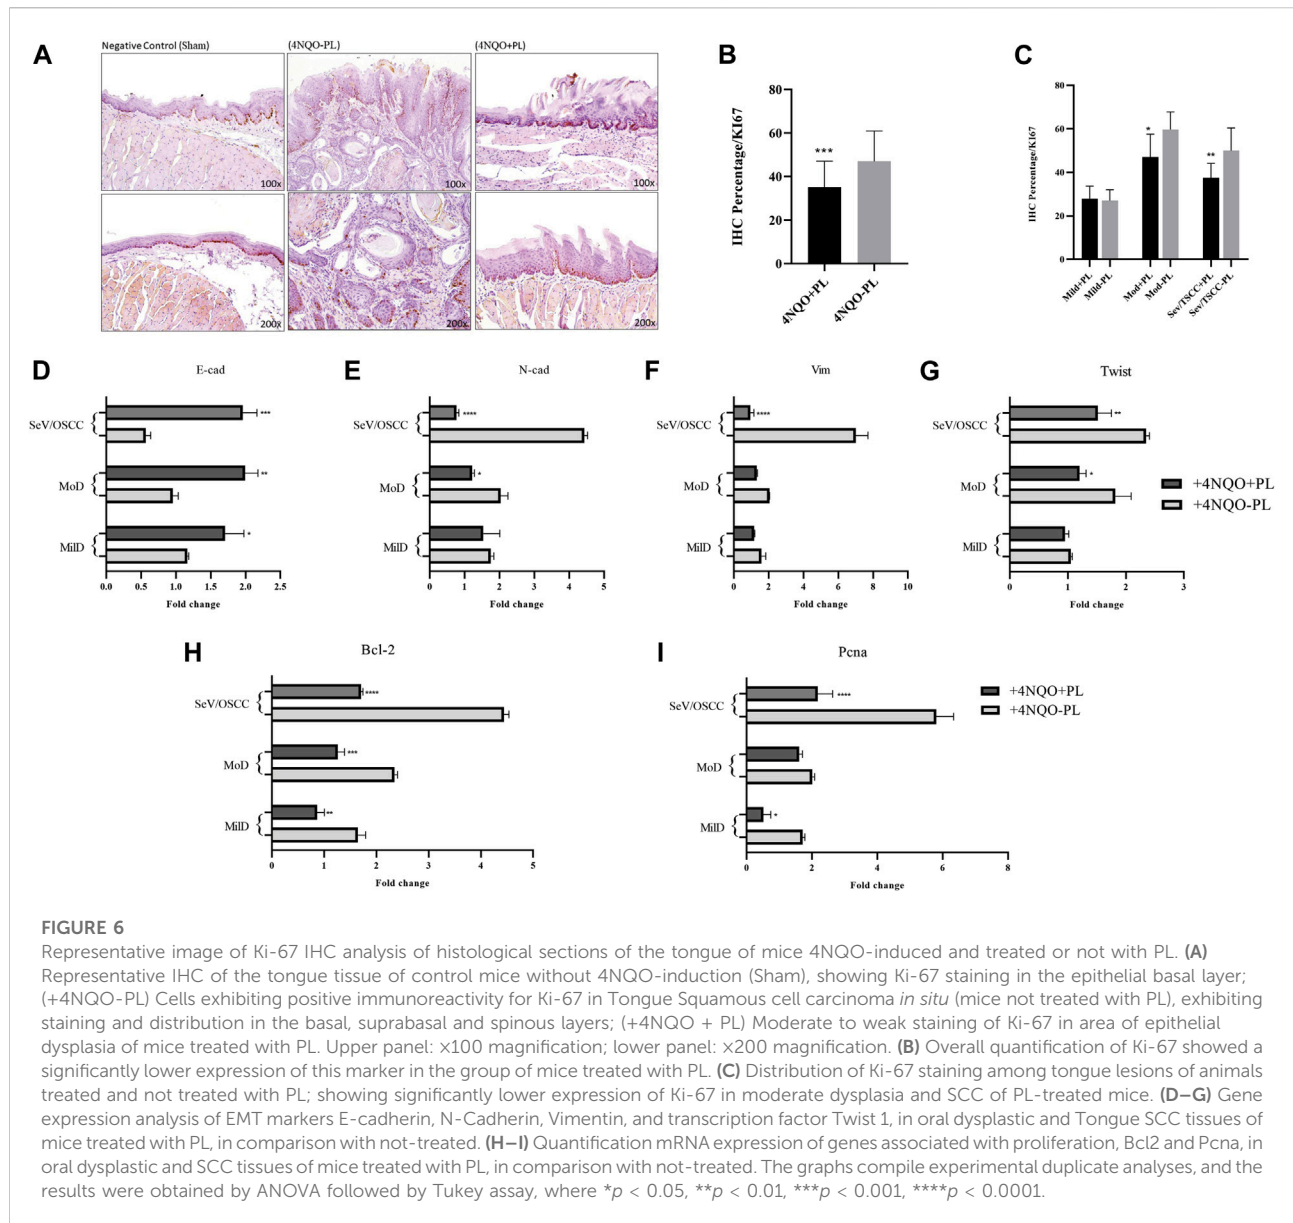 A
Negative Control (Sham)
(4NQO-PL)
(4NQO+PL)
100x
100x
100x
200x
200x
200x
B
IHC Percentage/KI67
80
60
40
20
0
***
4NQO+PL
4NQO-PL
C
IHC Percentage/KI67
80
60
40
20
0
*
**
Mild+PL
Mild-PL
Mod+PL
Mod-PL
Sev/TSCC+PL
Sev/TSCC-PL
D
E-cad
SeV/OSCC
***
MoD
**
MilD
*
0.0 0.5 1.0 1.5 2.0 2.5
Fold change
E
N-cad
SeV/OSCC
****
MoD
*
MilD
0 2 4 6
Fold change
F
Vim
SeV/OSCC
****
MoD
MilD
0 2 4 6 8 10
Fold change
G
Twist
SeV/OSCC
**
MoD
*
MilD
0 1 2 3
Fold change
+4NQO+PL
+4NQO-PL
H
Bcl-2
SeV/OSCC
****
MoD
***
MilD
**
0 1 2 3 4 5
Fold change
I
Pcna
SeV/OSCC
****
MoD
MilD
*
0 2 4 6 8
Fold change
+4NQO+PL
+4NQO-PL
FIGURE 6
Representative image of Ki-67 IHC analysis of histological sections of the tongue of mice 4NQO-induced and treated or not with PL. (A)
Representative IHC of the tongue tissue of control mice without 4NQO-induction (Sham), showing Ki-67 staining in the epithelial basal layer;
(+4NQO-PL) Cells exhibiting positive immunoreactivity for Ki-67 in Tongue Squamous cell carcinoma in situ (mice not treated with PL), exhibiting
staining and distribution in the basal, suprabasal and spinous layers; (+4NQO + PL) Moderate to weak staining of Ki-67 in area of epithelial
dysplasia of mice treated with PL. Upper panel: ×100 magnification; lower panel: ×200 magnification. (B) Overall quantification of Ki-67 showed a
significantly lower expression of this marker in the group of mice treated with PL. (C) Distribution of Ki-67 staining among tongue lesions of animals
treated and not treated with PL; showing significantly lower expression of Ki-67 in moderate dysplasia and SCC of PL-treated mice. (D–G) Gene
expression analysis of EMT markers E-cadherin, N-Cadherin, Vimentin, and transcription factor Twist 1, in oral dysplastic and Tongue SCC tissues of
mice treated with PL, in comparison with not-treated. (H–I) Quantification mRNA expression of genes associated with proliferation, Bcl2 and Pcna, in
oral dysplastic and SCC tissues of mice treated with PL, in comparison with not-treated. The graphs compile experimental duplicate analyses, and the
results were obtained by ANOVA followed by Tukey assay, where *p < 0.05, **p < 0.01, ***p < 0.001, ****p < 0.0001.